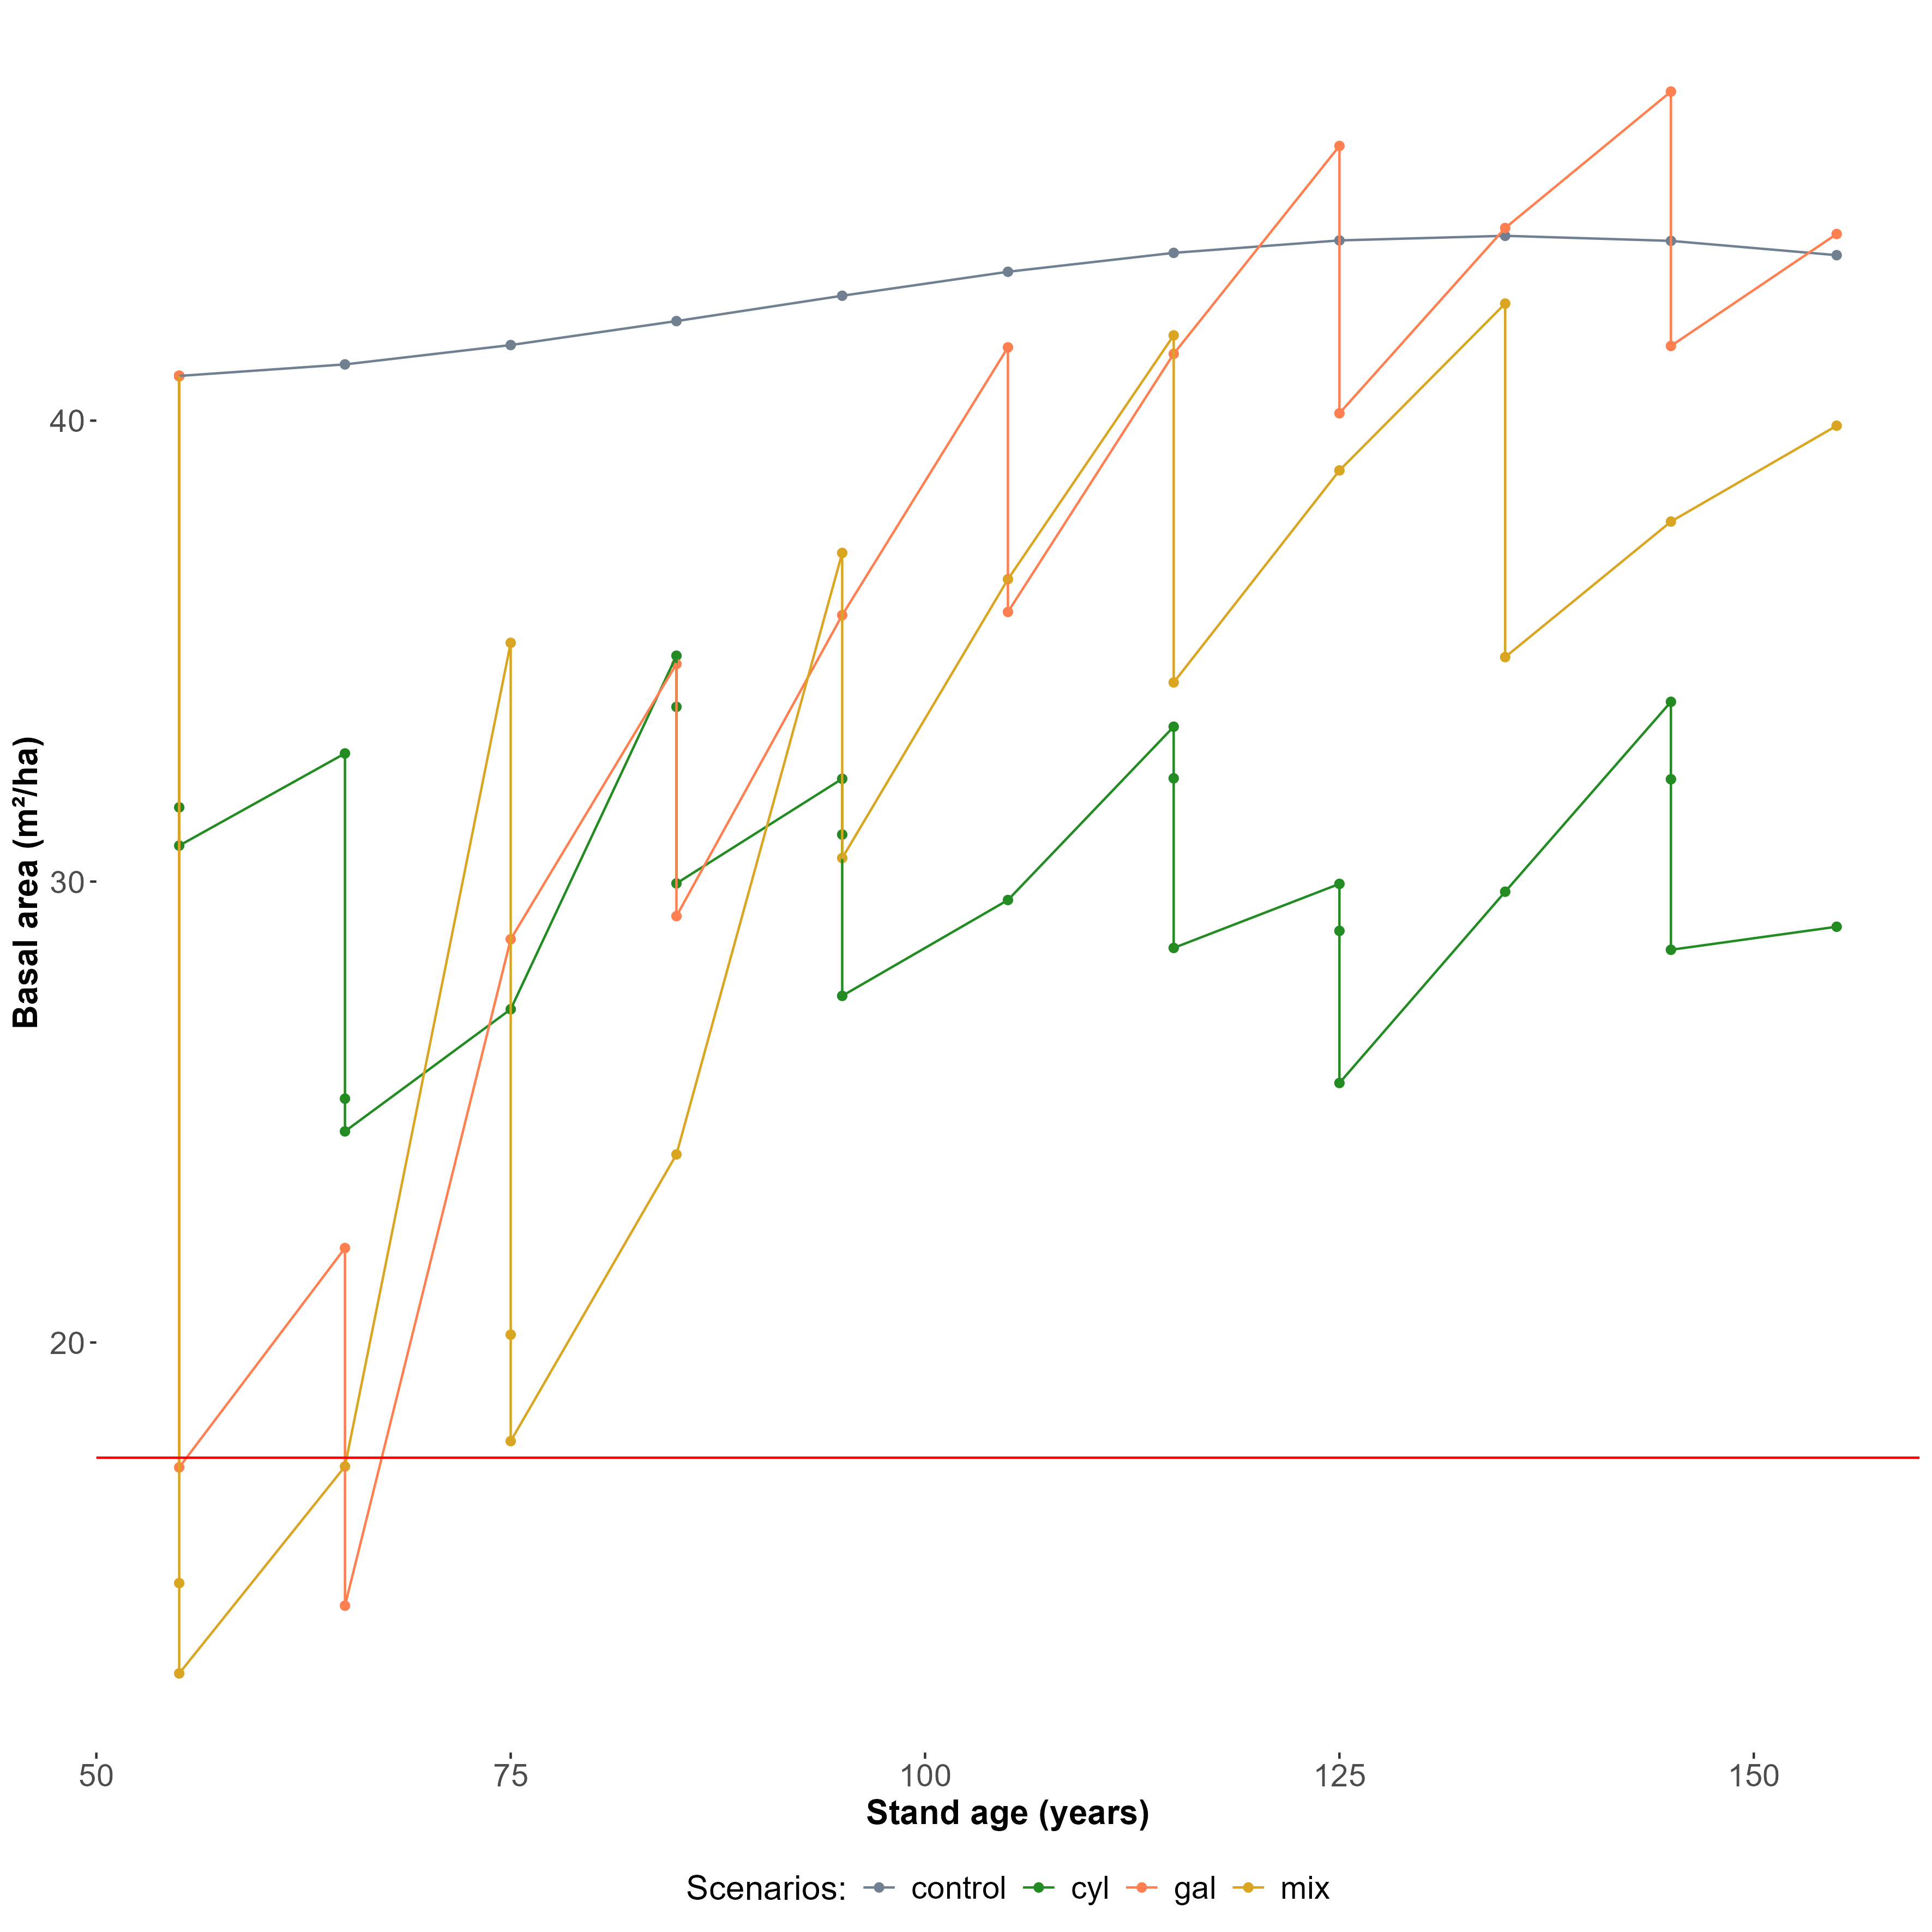 40
30
20
Basal area (m²/ha)
50 75 100 125 150
Stand age (years)
Scenarios: control cyl gal mix